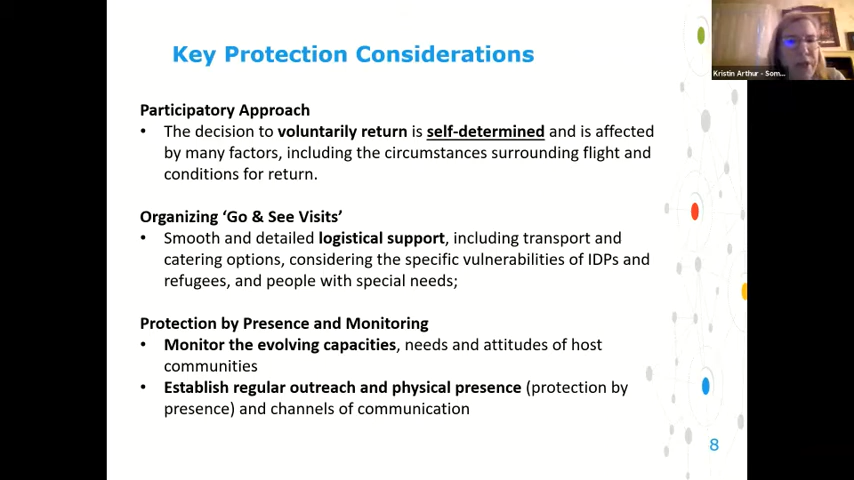 Key Protection Considerations
Kristin Arthur - Som...
Participatory Approach
• The decision to voluntarily return is self-determined and is affected
by many factors, including the circumstances surrounding flight and
conditions for return.
Organizing ‘Go & See Visits’
• Smooth and detailed logistical support, including transport and
catering options, considering the specific vulnerabilities of IDPs and
refugees, and people with special needs;
Protection by Presence and Monitoring
• Monitor the evolving capacities, needs and attitudes of host
communities
• Establish regular outreach and physical presence (protection by
presence) and channels of communication
8